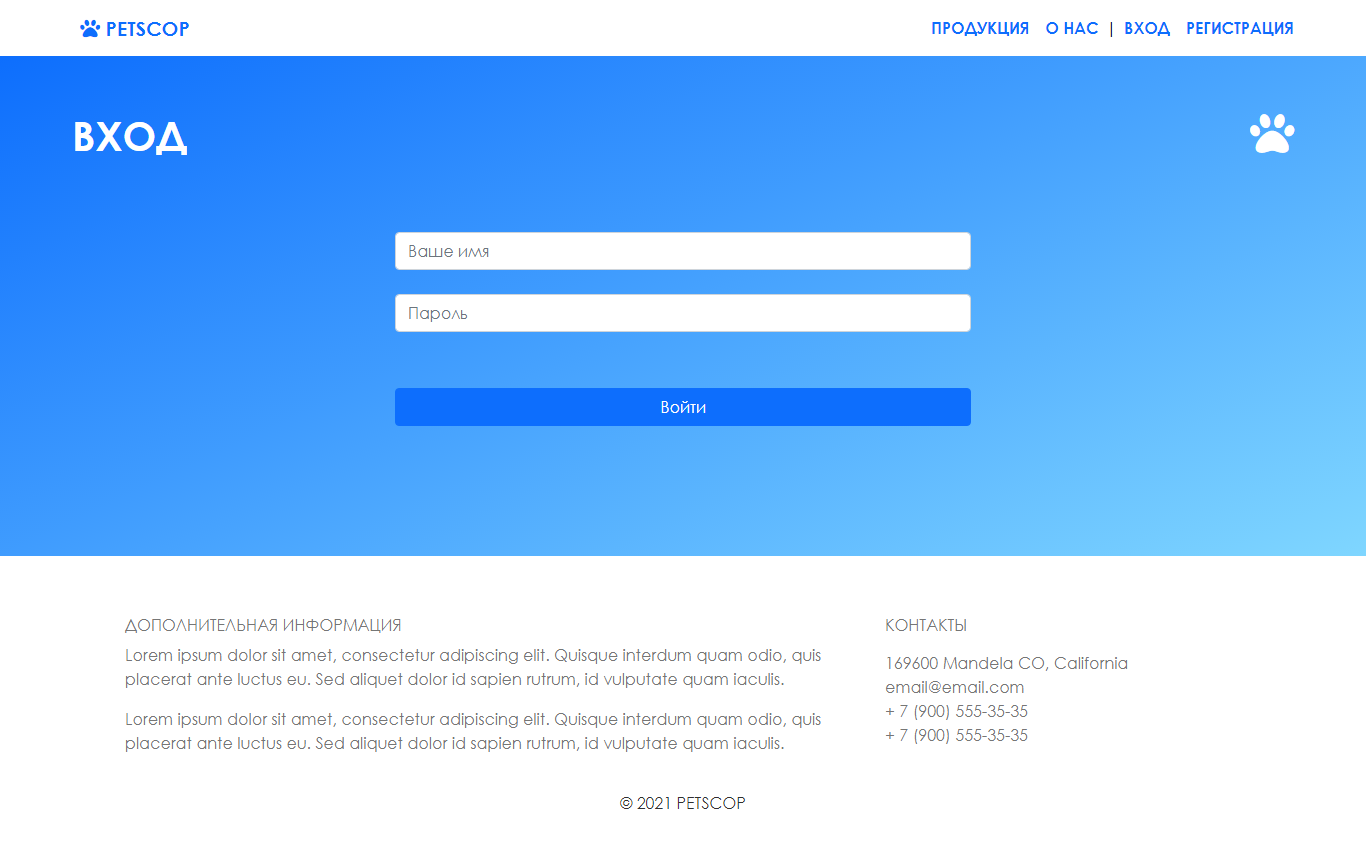 PETSCOP
ПРОДУКЦИЯ О НАС | ВХОД РЕГИСТРАЦИЯ
ВХОД
Ваше имя
Пароль
Войти
ДОПОЛНИТЕЛЬНАЯ ИНФОРМАЦИЯ
Lorem ipsum dolor sit amet, consectetur adipiscing elit. Quisque interdum quam odio, quis
placerat ante luctus eu. Sed aliquet dolor id sapien rutrum, id vulputate quam iaculis.
Lorem ipsum dolor sit amet, consectetur adipiscing elit. Quisque interdum quam odio, quis
placerat ante luctus eu. Sed aliquet dolor id sapien rutrum, id vulputate quam iaculis.
КОНТАКТЫ
169600 Mandela CO, California
email@email.com
+ 7 (900) 555-35-35
+ 7 (900) 555-35-35
© 2021 PETSCOP